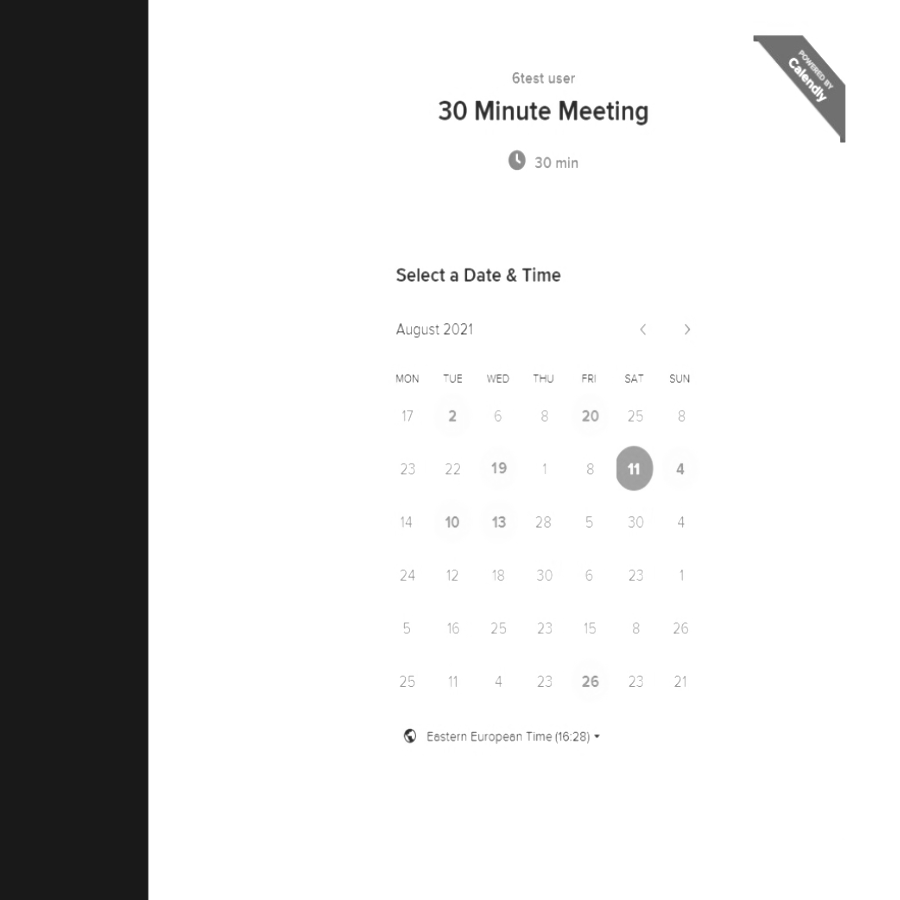 POWERED BY
Calendly
6test user
30 Minute Meeting
30 min
Select a Date & Time
August 2021
MON TUE WED THU FRI SAT SUN
17 2 6 8 20 25 8
23 22 19 1 8 11 4
14 10 13 28 5 30 4
24 12 18 30 6 23 1
5 16 25 23 15 8 26
25 11 4 23 26 23 21
Eastern European Time (16:28)